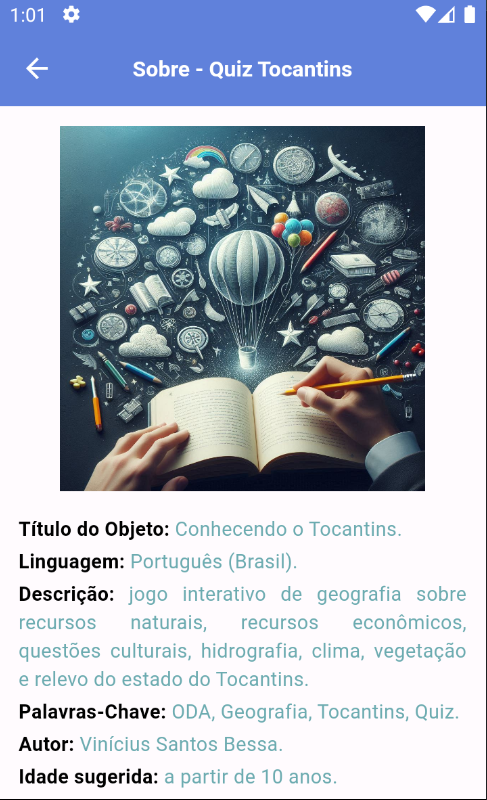 1:01
Sobre - Quiz Tocantins
Título do Objeto: Conhecendo o Tocantins.
Linguagem: Português (Brasil).
Descrição: jogo interativo de geografia sobre
recursos naturais, recursos econômicos,
questões culturais, hidrografia, clima, vegetação
e relevo do estado do Tocantins.
Palavras-Chave: ODA, Geografia, Tocantins, Quiz.
Autor: Vinícius Santos Bessa.
Idade sugerida: a partir de 10 anos.